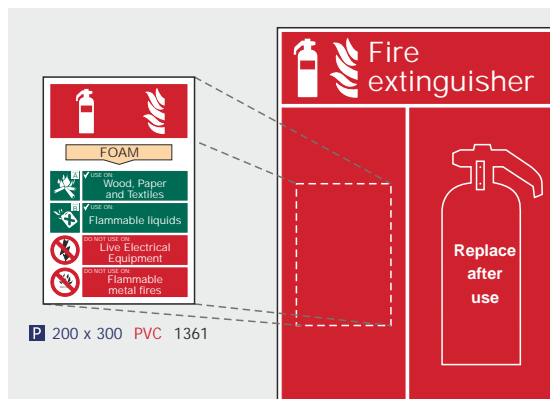 Fire
extinguisher
FOAM
A
✓ USE ON:
Wood, Paper
and Textiles
B
✓ USE ON:
Flammable liquids
DO NOT USE ON:
Live Electrical
Equipment
DO NOT USE ON:
Flammable
metal fires
Replace
after
use
P 200 x 300 PVC 1361